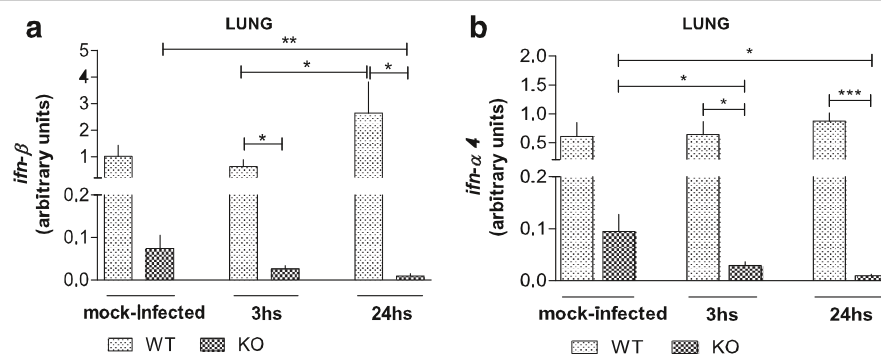 a
LUNG
ifn-β
(arbitrary units)
5
4
3
2
1
0.2
0.1
0.0
**
*
*
*
mock-Infected
3hs
24hs
WT
KO
b
LUNG
ifn-α 4
(arbitrary units)
2.0
1.5
1.0
0.5
0.2
0.1
0.0
*
*
*
***
mock-infected
3hs
24hs
WT
KO